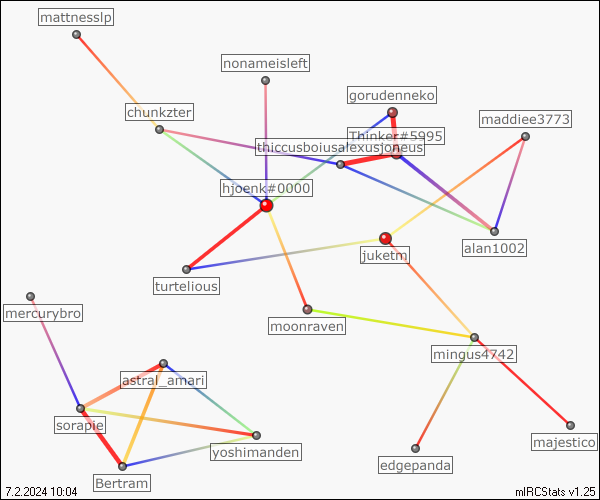 mattnesslp
nonameisleft
gorudenneko
chunkzter
maddiee3773
Thinker#5995
thiccusboiusalexusjoneus
hjoenk#0000
alan1002
juketm
turtelious
mercurybro
moonraven
mingus4742
astral_amari
sorapie
majestico
yoshimanden
edgepanda
Bertram
7.2.2024 10:04
mIRCStats v1.25